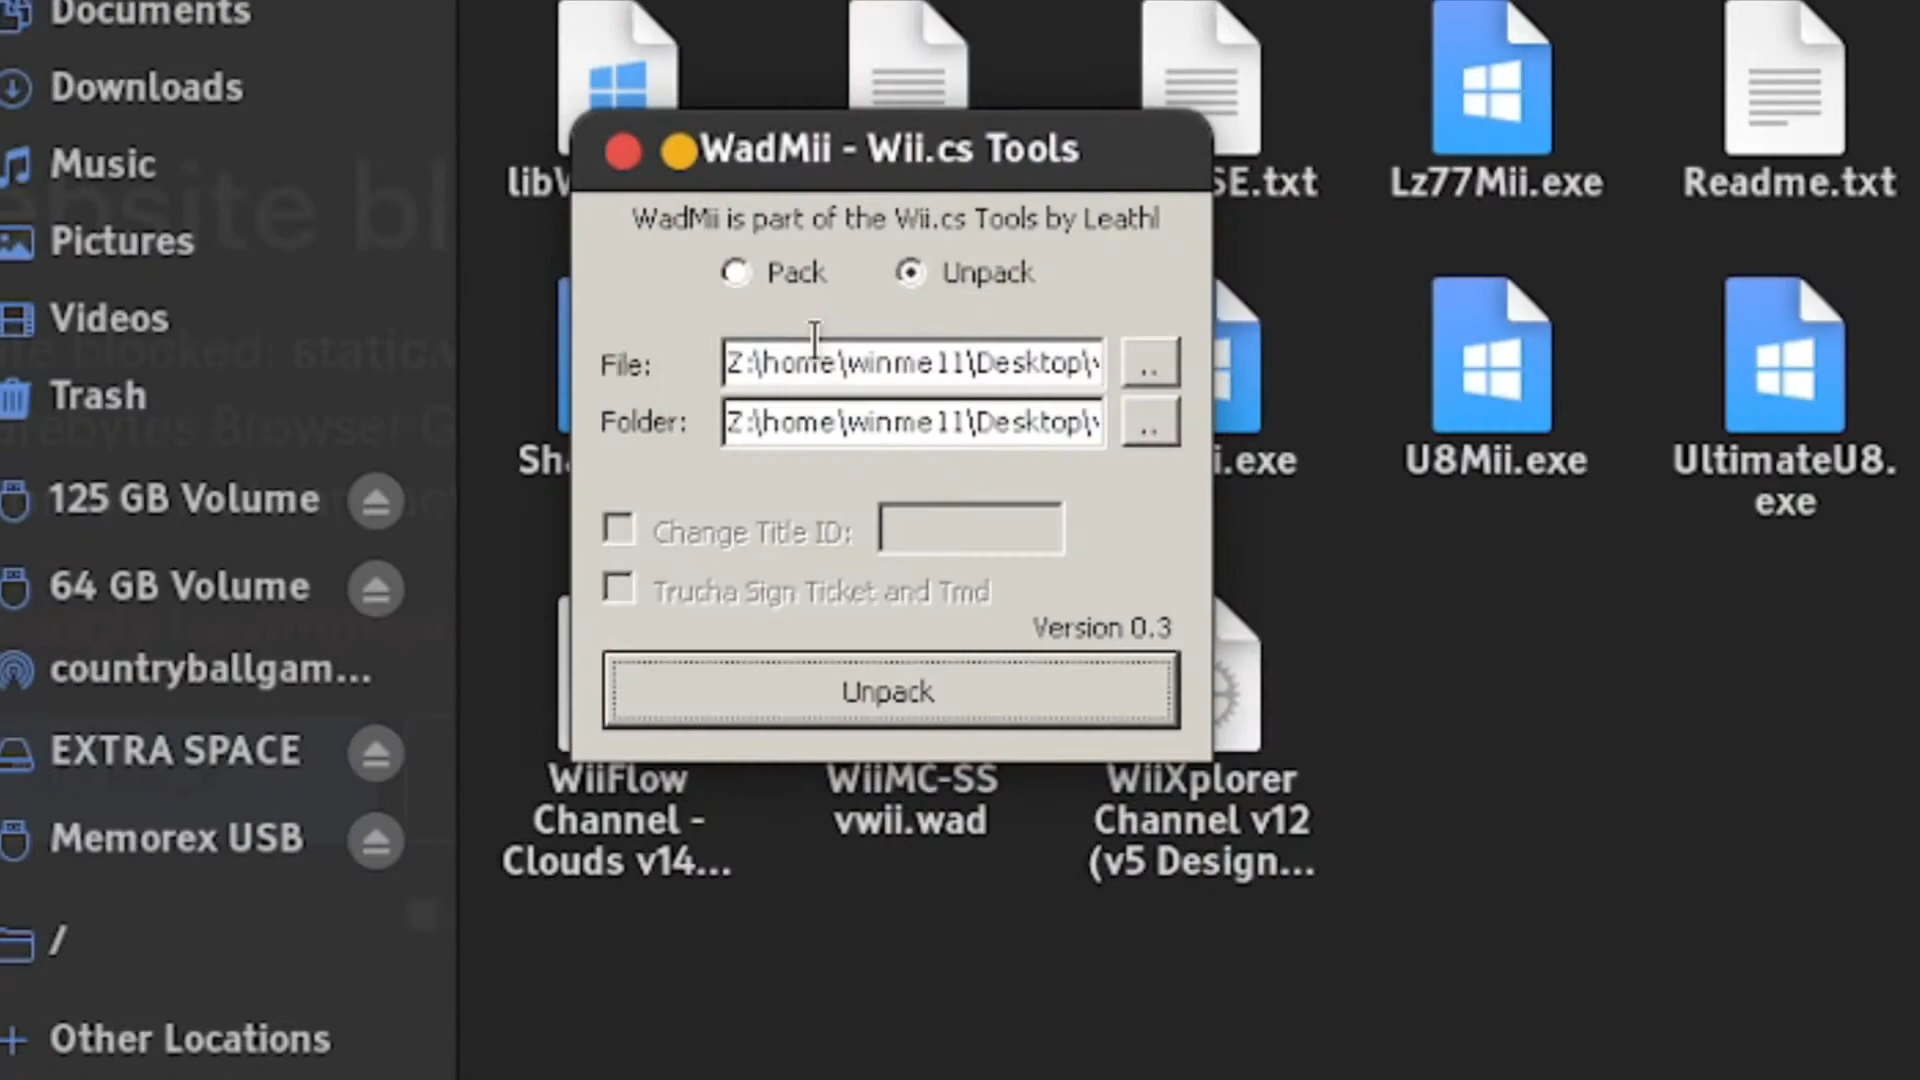 Documents
Downloads
Music
Pictures
Videos
Trash
125 GB Volume
64 GB Volume
countryballgam...
EXTRA SPACE
Memorex USB
/
Other Locations
SE.txt
Lz77Mii.exe
Readme.txt
i.exe
U8Mii.exe
UltimateU8.
exe
WiiFlow
Channel -
Clouds v14...
WiiMC-SS
vwii.wad
WiiXplorer
Channel v12
(v5 Design...
WadMii - Wii.cs Tools
WadMii is part of the Wii.cs Tools by Leathl
Pack
Unpack
File:
Z:\home\winme11\Desktop\
..
Folder:
Z:\home\winme11\Desktop\
..
Change Title ID:
Trucha Sign Ticket and Tmd
Version 0.3
Unpack